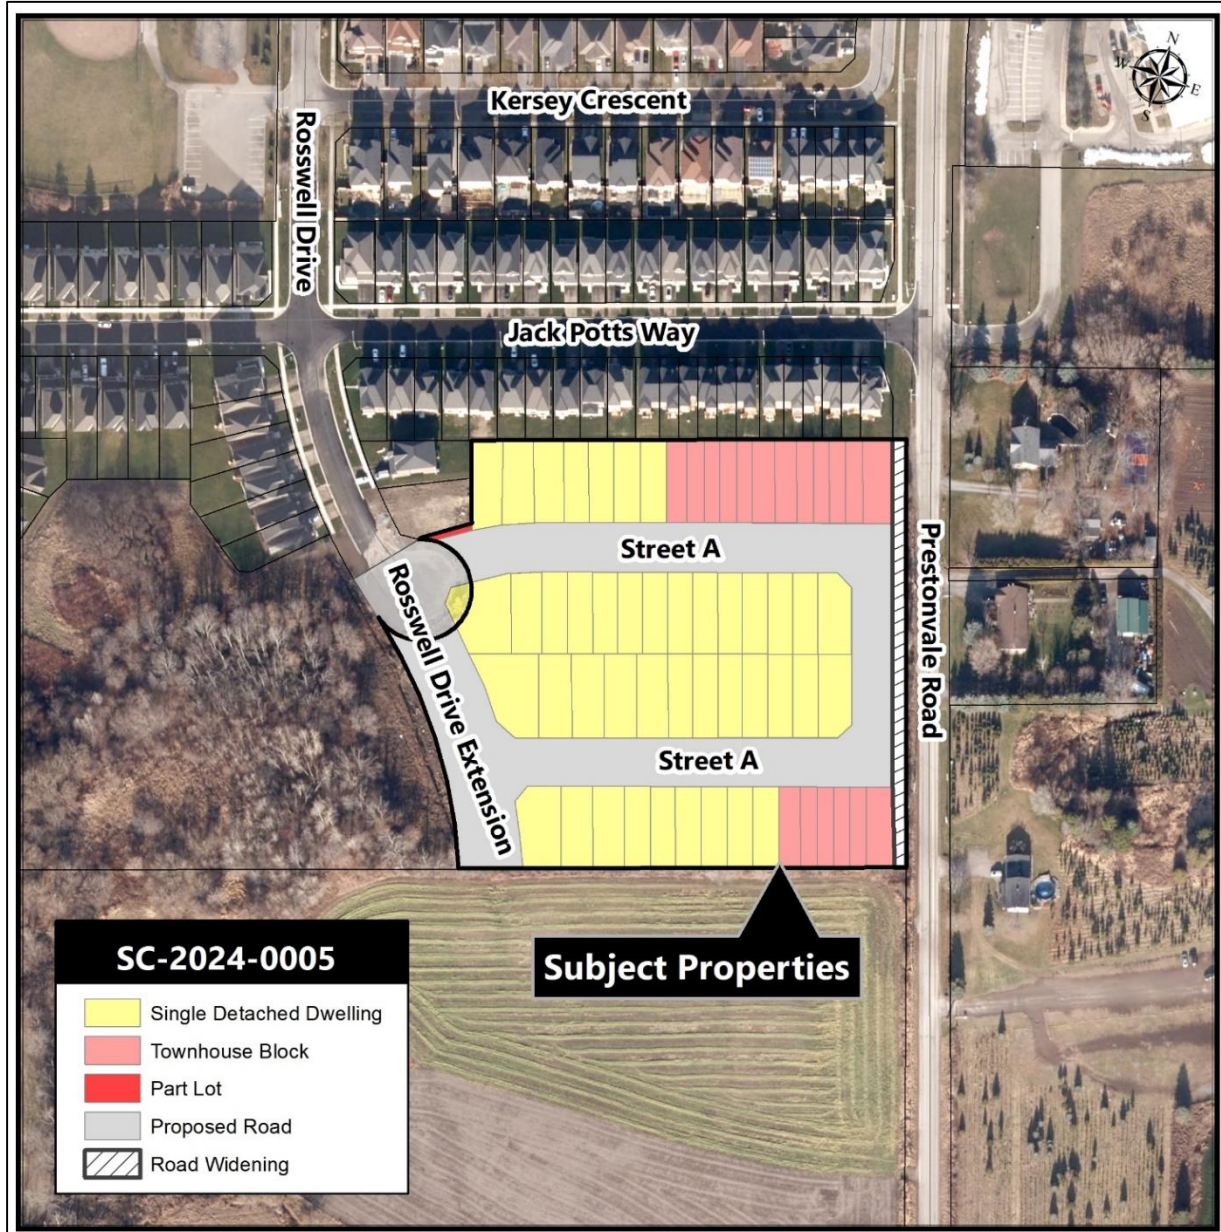 N
W
E
S
Kersey Crescent
Rosswell Drive
Jack Potts Way
Street A
Prestonvale Road
Rosswell Drive Extension
Street A
Subject Properties
SC-2024-0005
Single Detached Dwelling
Townhouse Block
Part Lot
Proposed Road
Road Widening